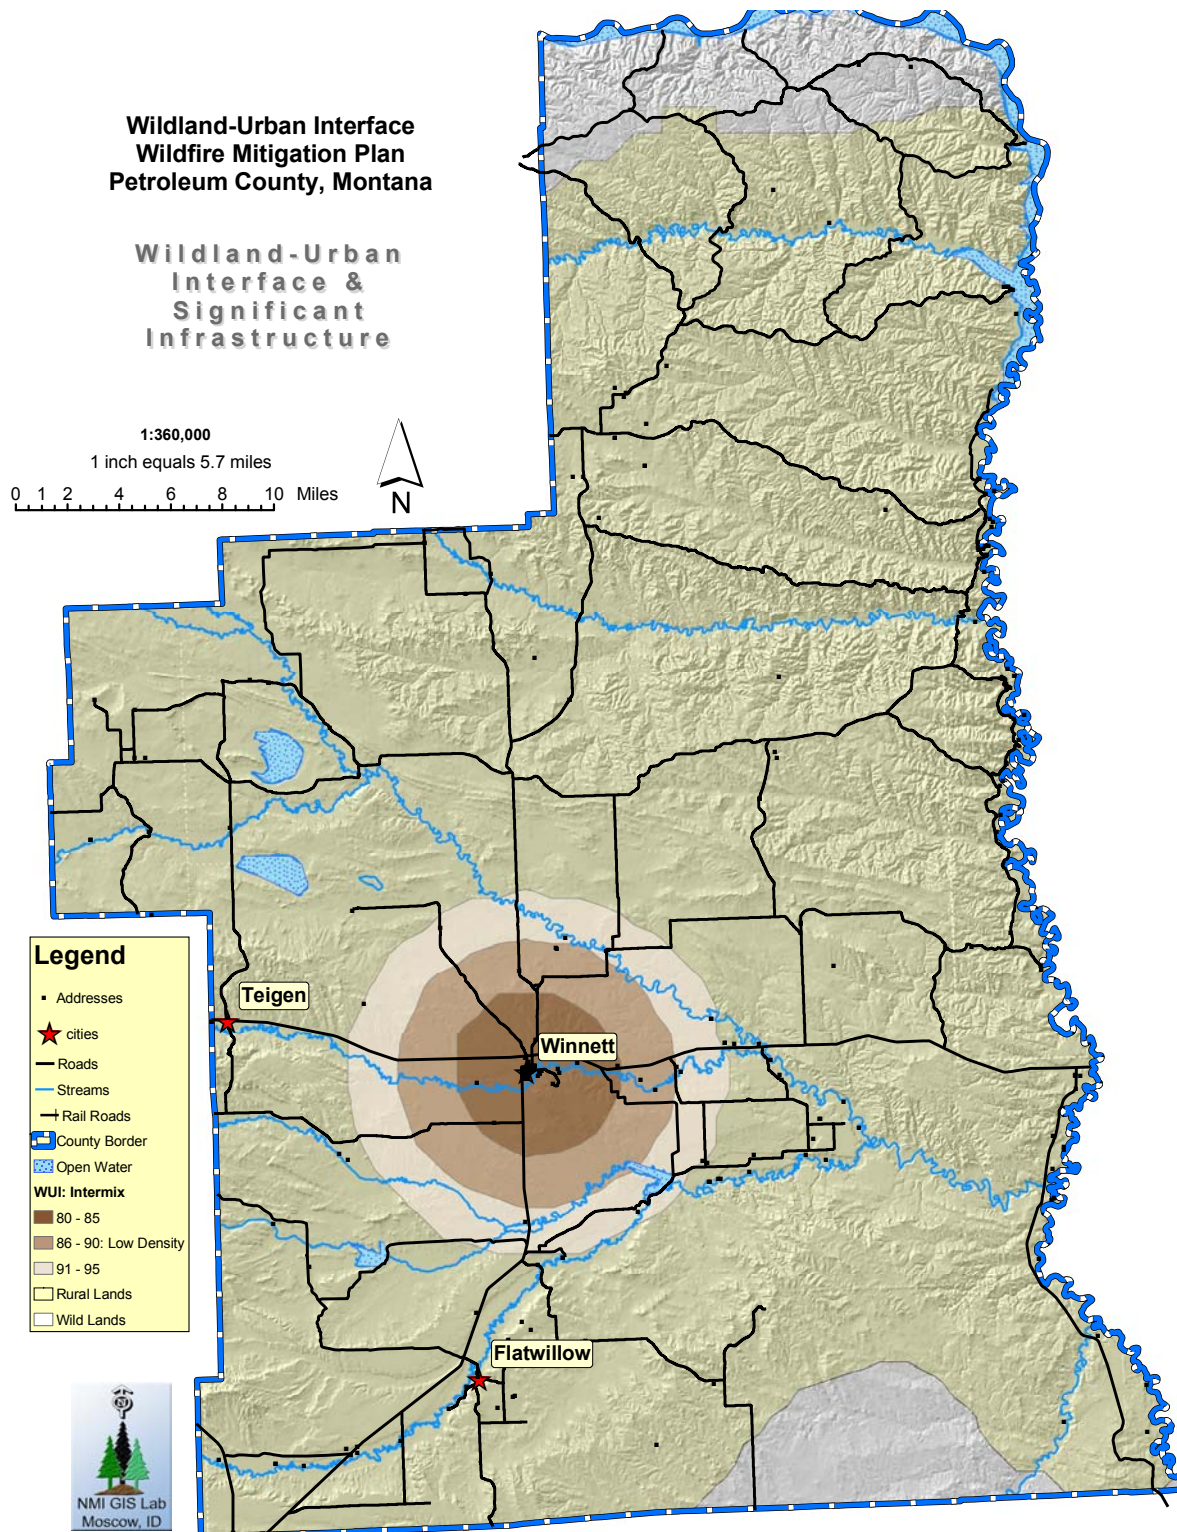 Wildland-Urban Interface
Wildfire Mitigation Plan
Petroleum County, Montana
Wildland-Urban
Interface &
Significant
Infrastructure
1:360,000
1 inch equals 5.7 miles
0 1 2 4 6 8 10 Miles
N
Legend
Addresses
cities
Roads
Streams
Rail Roads
County Border
Open Water
WUI: Intermix
80 - 85
86 - 90: Low Density
91 - 95
Rural Lands
Wild Lands
Teigen
Winnett
Flatwillow
N
NMI GIS Lab
Moscow, ID